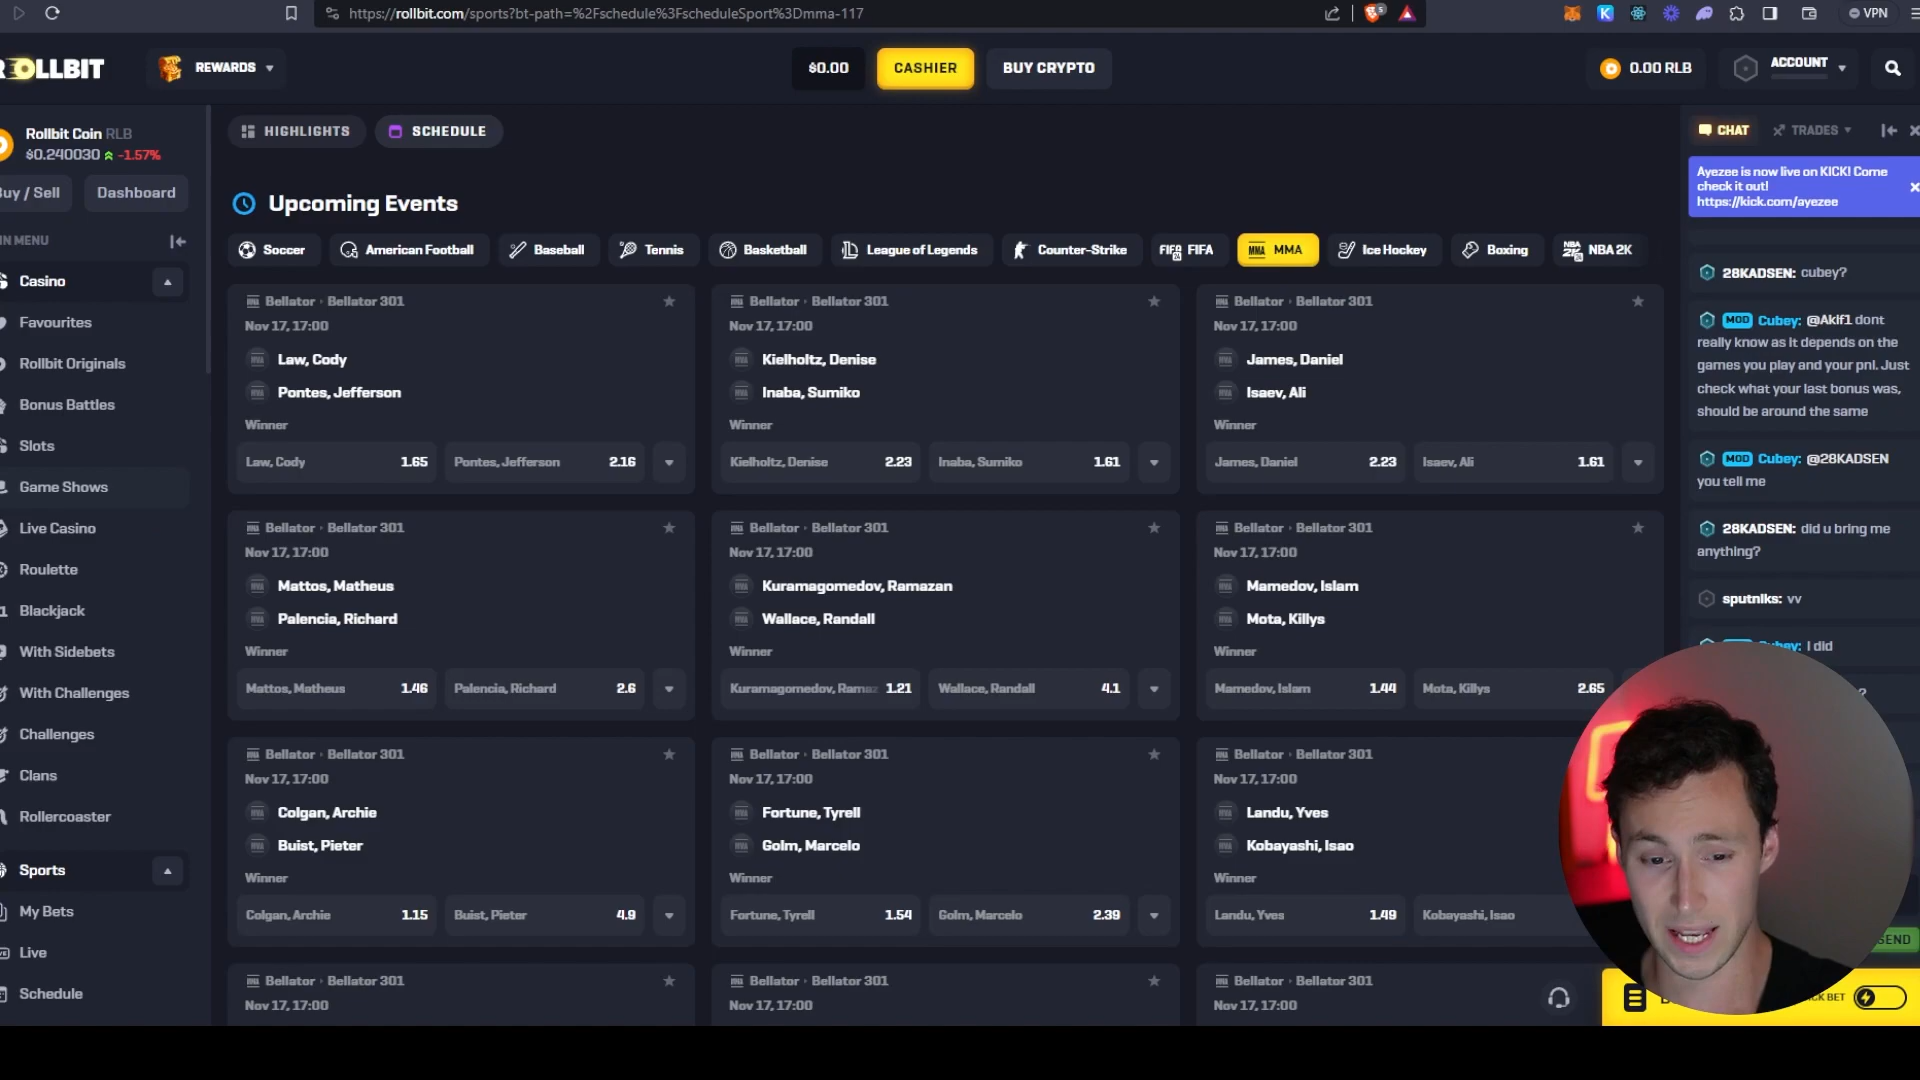 https://rollbit.com/sports?bt-path=%2Fschedule%3FscheduleSport%3Dmma-117
VPN
ROLLBIT
REWARDS
$0.00
CASHIER
BUY CRYPTO
0.00 RLB
ACCOUNT
Rollbit Coin RLB
$0.240030 -1.57%
Buy / Sell
Dashboard
IN MENU
Casino
Favourites
Rollbit Originals
Bonus Battles
Slots
Game Shows
Live Casino
Roulette
Blackjack
With Sidebets
With Challenges
Challenges
Clans
Rollercoaster
Sports
My Bets
Live
Schedule
HIGHLIGHTS
SCHEDULE
Upcoming Events
Soccer
American Football
Baseball
Tennis
Basketball
League of Legends
Counter-Strike
FIFA
MMA
Ice Hockey
Boxing
NBA 2K
Bellator · Bellator 301
Nov 17, 17:00
Law, Cody
Pontes, Jefferson
Winner
Law, Cody 1.65
Pontes, Jefferson 2.16
Bellator · Bellator 301
Nov 17, 17:00
Kielholtz, Denise
Inaba, Sumiko
Winner
Kielholtz, Denise 2.23
Inaba, Sumiko 1.61
Bellator · Bellator 301
Nov 17, 17:00
James, Daniel
Isaev, Ali
Winner
James, Daniel 2.23
Isaev, Ali 1.61
Bellator · Bellator 301
Nov 17, 17:00
Mattos, Matheus
Palencia, Richard
Winner
Mattos, Matheus 1.46
Palencia, Richard 2.6
Bellator · Bellator 301
Nov 17, 17:00
Kuramagomedov, Ramazan
Wallace, Randall
Winner
Kuramagomedov, Ramaz 1.21
Wallace, Randall 4.1
Bellator · Bellator 301
Nov 17, 17:00
Mamedov, Islam
Mota, Killys
Winner
Mamedov, Islam 1.44
Mota, Killys 2.65
Bellator · Bellator 301
Nov 17, 17:00
Colgan, Archie
Buist, Pieter
Winner
Colgan, Archie 1.15
Buist, Pieter 4.9
Bellator · Bellator 301
Nov 17, 17:00
Fortune, Tyrell
Golm, Marcelo
Winner
Fortune, Tyrell 1.54
Golm, Marcelo 2.39
Bellator · Bellator 301
Nov 17, 17:00
Landu, Yves
Kobayashi, Isao
Winner
Landu, Yves 1.49
Kobayashi, Isao
Bellator · Bellator 301
Nov 17, 17:00
Bellator · Bellator 301
Nov 17, 17:00
Bellator · Bellator 301
Nov 17, 17:00
CHAT
TRADES
Ayezee is now live on KICK! Come
check it out!
https://kick.com/ayezee
28KADSEN: cubey?
MOD Cubey: @Akif1 dont
really know as it depends on the
games you play and your pnl. Just
check what your last bonus was,
should be around the same
MOD Cubey: @28KADSEN
you tell me
28KADSEN: did u bring me
anything?
sputniks: vv
I did
?
SEND
BET